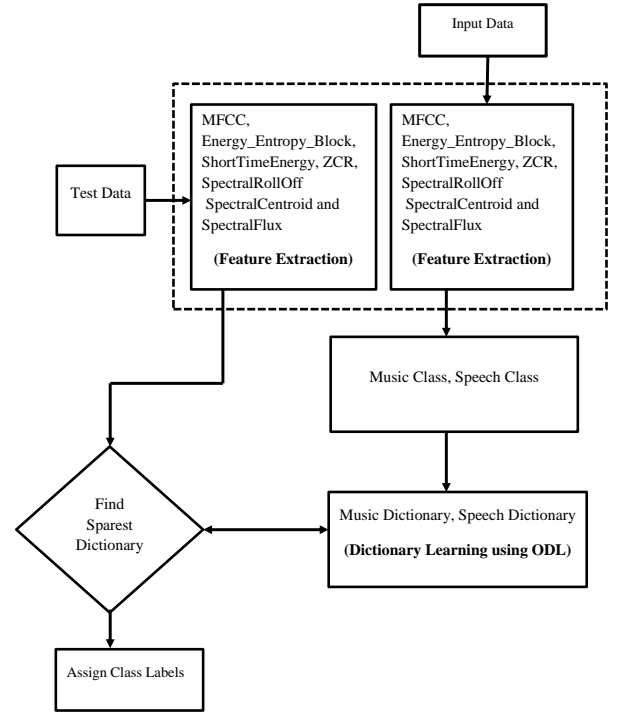 Input Data
MFCC,
Energy_Entropy_Block,
ShortTimeEnergy, ZCR,
SpectralRollOff
SpectralCentroid and
SpectralFlux
(Feature Extraction)
MFCC,
Energy_Entropy_Block,
ShortTimeEnergy, ZCR,
SpectralRollOff
SpectralCentroid and
SpectralFlux
(Feature Extraction)
Test Data
Music Class, Speech Class
Find
Sparest
Dictionary
Music Dictionary, Speech Dictionary
(Dictionary Learning using ODL)
Assign Class Labels